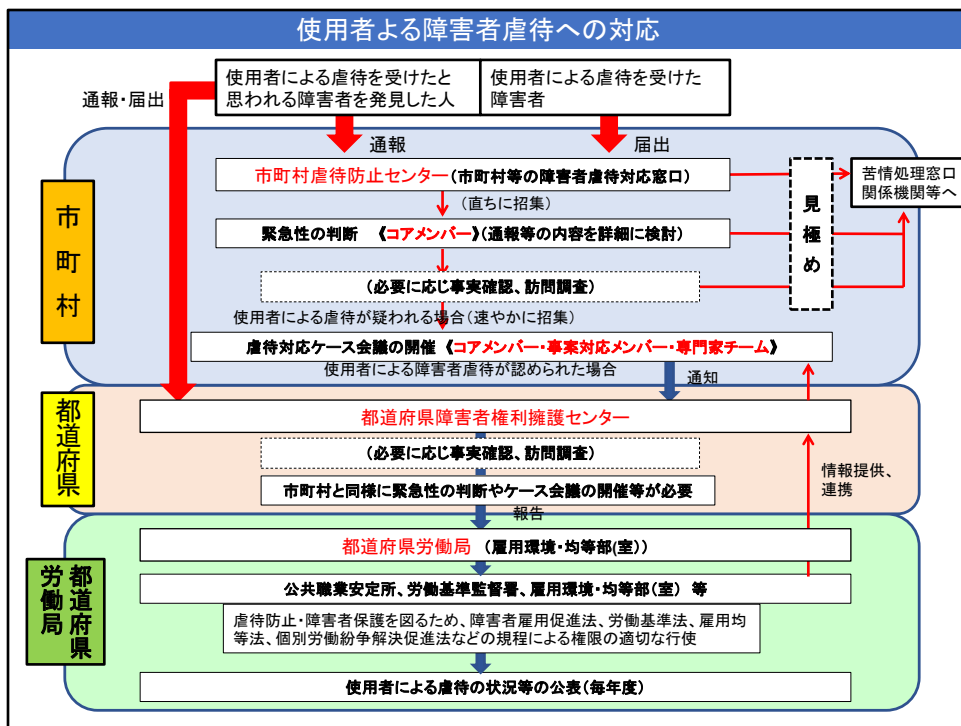 使用者よる障害者虐待への対応
使用者による虐待を受けたと
思われる障害者を発見した人
使用者による虐待を受けた
障害者
通報・届出
通報
届出
市町村
市町村虐待防止センター(市町村等の障害者虐待対応窓口)
苦情処理窓口
関係機関等へ
見極め
(直ちに招集)
緊急性の判断 《コアメンバー》(通報等の内容を詳細に検討)
(必要に応じ事実確認、訪問調査)
使用者による虐待が疑われる場合(速やかに招集)
虐待対応ケース会議の開催 《コアメンバー・事案対応メンバー・専門家チーム》
使用者による障害者虐待が認められた場合
通知
都道府県
都道府県障害者権利擁護センター
(必要に応じ事実確認、訪問調査)
情報提供、
連携
市町村と同様に緊急性の判断やケース会議の開催等が必要
報告
都道府県
労働局
都道府県労働局 (雇用環境・均等部(室))
公共職業安定所、労働基準監督署、雇用環境・均等部(室) 等
虐待防止・障害者保護を図るため、障害者雇用促進法、労働基準法、雇用均
等法、個別労働紛争解決促進法などの規程による権限の適切な行使
使用者による虐待の状況等の公表(毎年度)